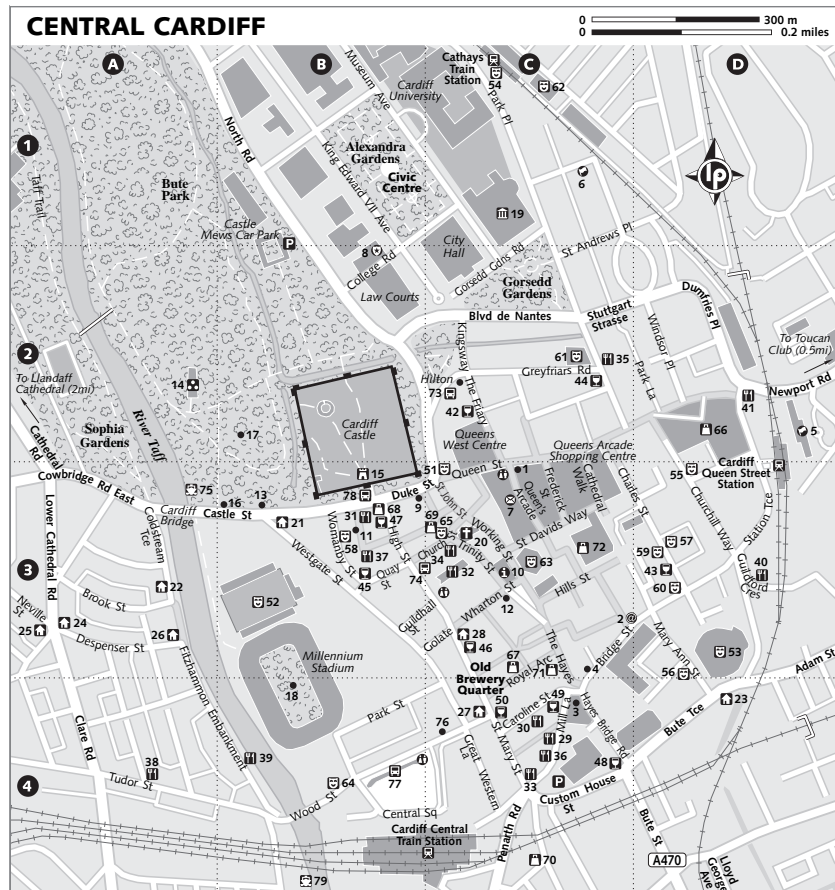 CENTRAL CARDIFF
0 300 m
0 0.2 miles
A
B
C
D
1
2
3
4
Cathays
Train
Station
54
62
Museum Ave
Cardiff
University
Park Pl
North Rd
Alexandra
Gardens
Civic
Centre
King Edward VII Ave
Taff Trail
Bute
Park
6
lp
19
Castle
Mews Car Park
P
8
College Rd
City
Hall
St Andrews Pl
Law Courts
Gorsedd Gdns Rd
Gorsedd
Gardens
Blvd de Nantes
Stuttgart
Strasse
Dumfries Pl
Windsor Pl
To Toucan
Club (0.5mi)
Kingsway
61
35
Park La
Greyfriars Rd
Newport Rd
To Llandaff
Cathedral (2mi)
14
Hilton
The Friary
73
44
41
42
66
5
Cardiff
Castle
Sophia
Gardens
River Taff
17
Queens
West Centre
Queens Arcade
Shopping Centre
Cathedral
Rd
15
51
Queen St
1
Frederick
St
Cathedral
Walk
Charles St
55
Cardiff
Queen Street
Station
Cowbridge Rd East
75
78
Duke St
7
Queen's
Arcade
Churchill Way
Station Tce
Cardiff
Bridge
16
13
Castle St
21
9
St John St
Working St
St Davids Way
68
31
47
69
65
20
11
58
Womanby St
High St
Church St
Trinity St
72
57
59
Coldstream
Tce
Lower Cathedral Rd
Westgate St
37
34
32
10
63
43
40
Guildford
Cres
45
Quay St
74
Hills St
60
22
Brook St
52
Guildhall
St
Wharton St
12
2 @
Neville
St
25
24
26
Despenser St
Golate
28
46
The Hayes
Bridge St
Mary Ann St
53
Millennium
Stadium
Old
Brewery
Quarter
67
Royal Arc
71
4
56
Adam St
18
Fitzhammon Embankment
Park St
27
50
Caroline St
49
3
Mill La
Hayes Bridge Rd
23
Bute Tce
Clare Rd
76
30
29
St Mary St
Great Western
La
36
48
38
39
Tudor St
64
77
33
P
Wood St
Custom House
St
Central Sq
Penarth Rd
Bute St
Cardiff Central
Train Station
70
A470
Lloyd
George
Ave
79